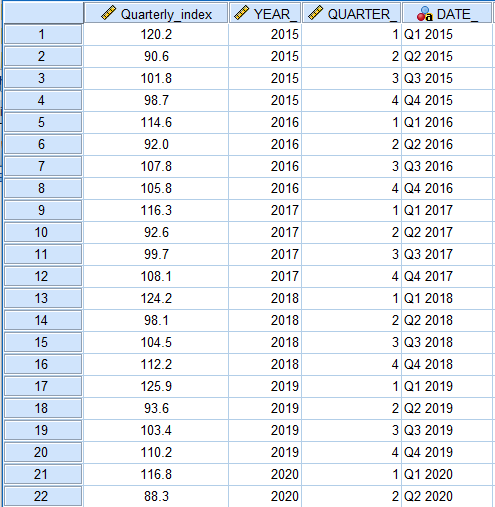 Quarterly_index YEAR_ QUARTER_ DATE_
1 120.2 2015 1 Q1 2015
2 90.6 2015 2 Q2 2015
3 101.8 2015 3 Q3 2015
4 98.7 2015 4 Q4 2015
5 114.6 2016 1 Q1 2016
6 92.0 2016 2 Q2 2016
7 107.8 2016 3 Q3 2016
8 105.8 2016 4 Q4 2016
9 116.3 2017 1 Q1 2017
10 92.6 2017 2 Q2 2017
11 99.7 2017 3 Q3 2017
12 108.1 2017 4 Q4 2017
13 124.2 2018 1 Q1 2018
14 98.1 2018 2 Q2 2018
15 104.5 2018 3 Q3 2018
16 112.2 2018 4 Q4 2018
17 125.9 2019 1 Q1 2019
18 93.6 2019 2 Q2 2019
19 103.4 2019 3 Q3 2019
20 110.2 2019 4 Q4 2019
21 116.8 2020 1 Q1 2020
22 88.3 2020 2 Q2 2020